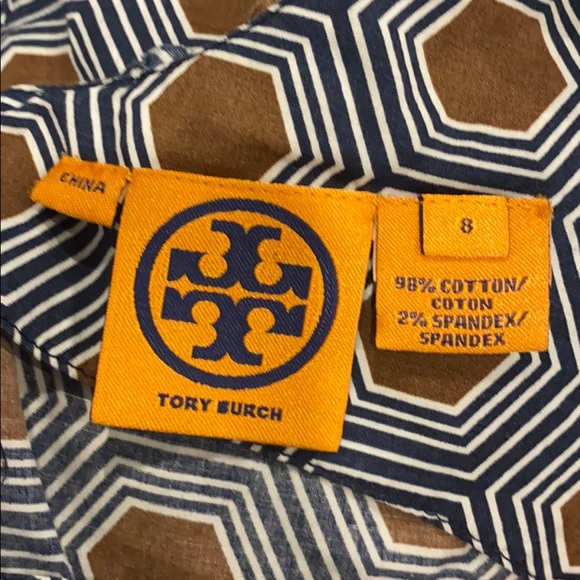 CHINA
TORY BURCH
8
98% COTTON/
COTON
2% SPANDEX/
SPANDEX